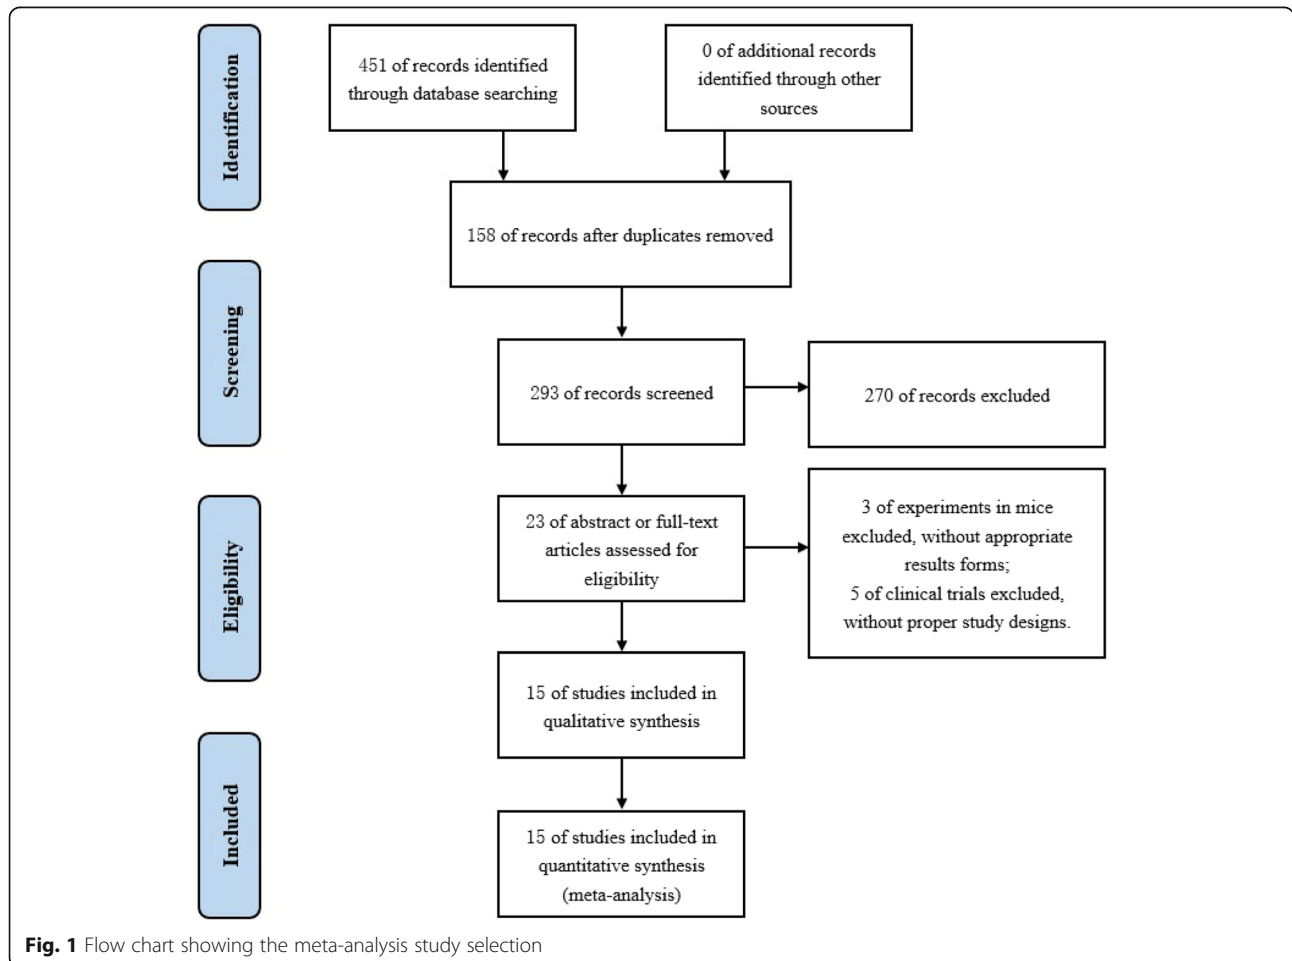 Identification
451 of records identified
through database searching
0 of additional records
identified through other
sources
158 of records after duplicates removed
Screening
293 of records screened
270 of records excluded
Eligibility
23 of abstract or full-text
articles assessed for
eligibility
3 of experiments in mice
excluded, without appropriate
results forms;
5 of clinical trials excluded,
without proper study designs.
15 of studies included in
qualitative synthesis
Included
15 of studies included in
quantitative synthesis
(meta-analysis)
Fig. 1 Flow chart showing the meta-analysis study selection